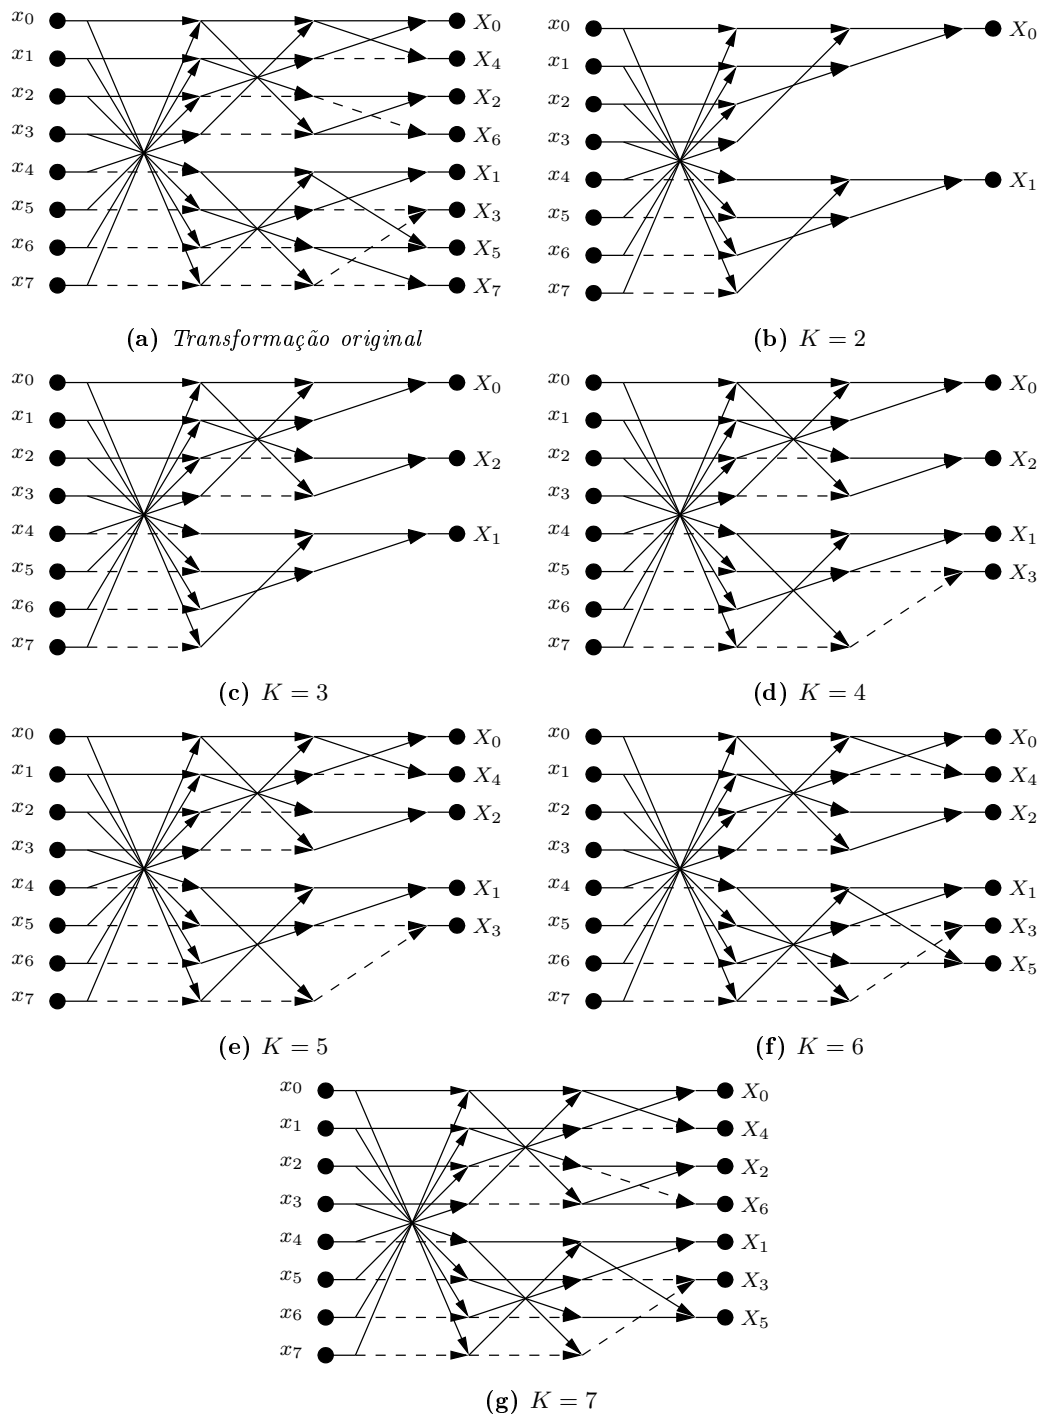 x0 X0
x1 X4
x2 X2
x3 X6
x4 X1
x5 X3
x6 X5
x7 X7
(a) Transformação original
x0 X0
x1
x2
x3
x4 X1
x5
x6
x7
(b) K = 2
x0 X0
x1
x2 X2
x3
x4 X1
x5
x6
x7
(c) K = 3
x0 X0
x1
x2 X2
x3
x4 X1
x5 X3
x6
x7
(d) K = 4
x0 X0
x1 X4
x2 X2
x3
x4 X1
x5 X3
x6
x7
(e) K = 5
x0 X0
x1 X4
x2 X2
x3
x4 X1
x5 X3
x6 X5
x7
(f) K = 6
x0 X0
x1 X4
x2 X2
x3 X6
x4 X1
x5 X3
x6 X5
x7
(g) K = 7